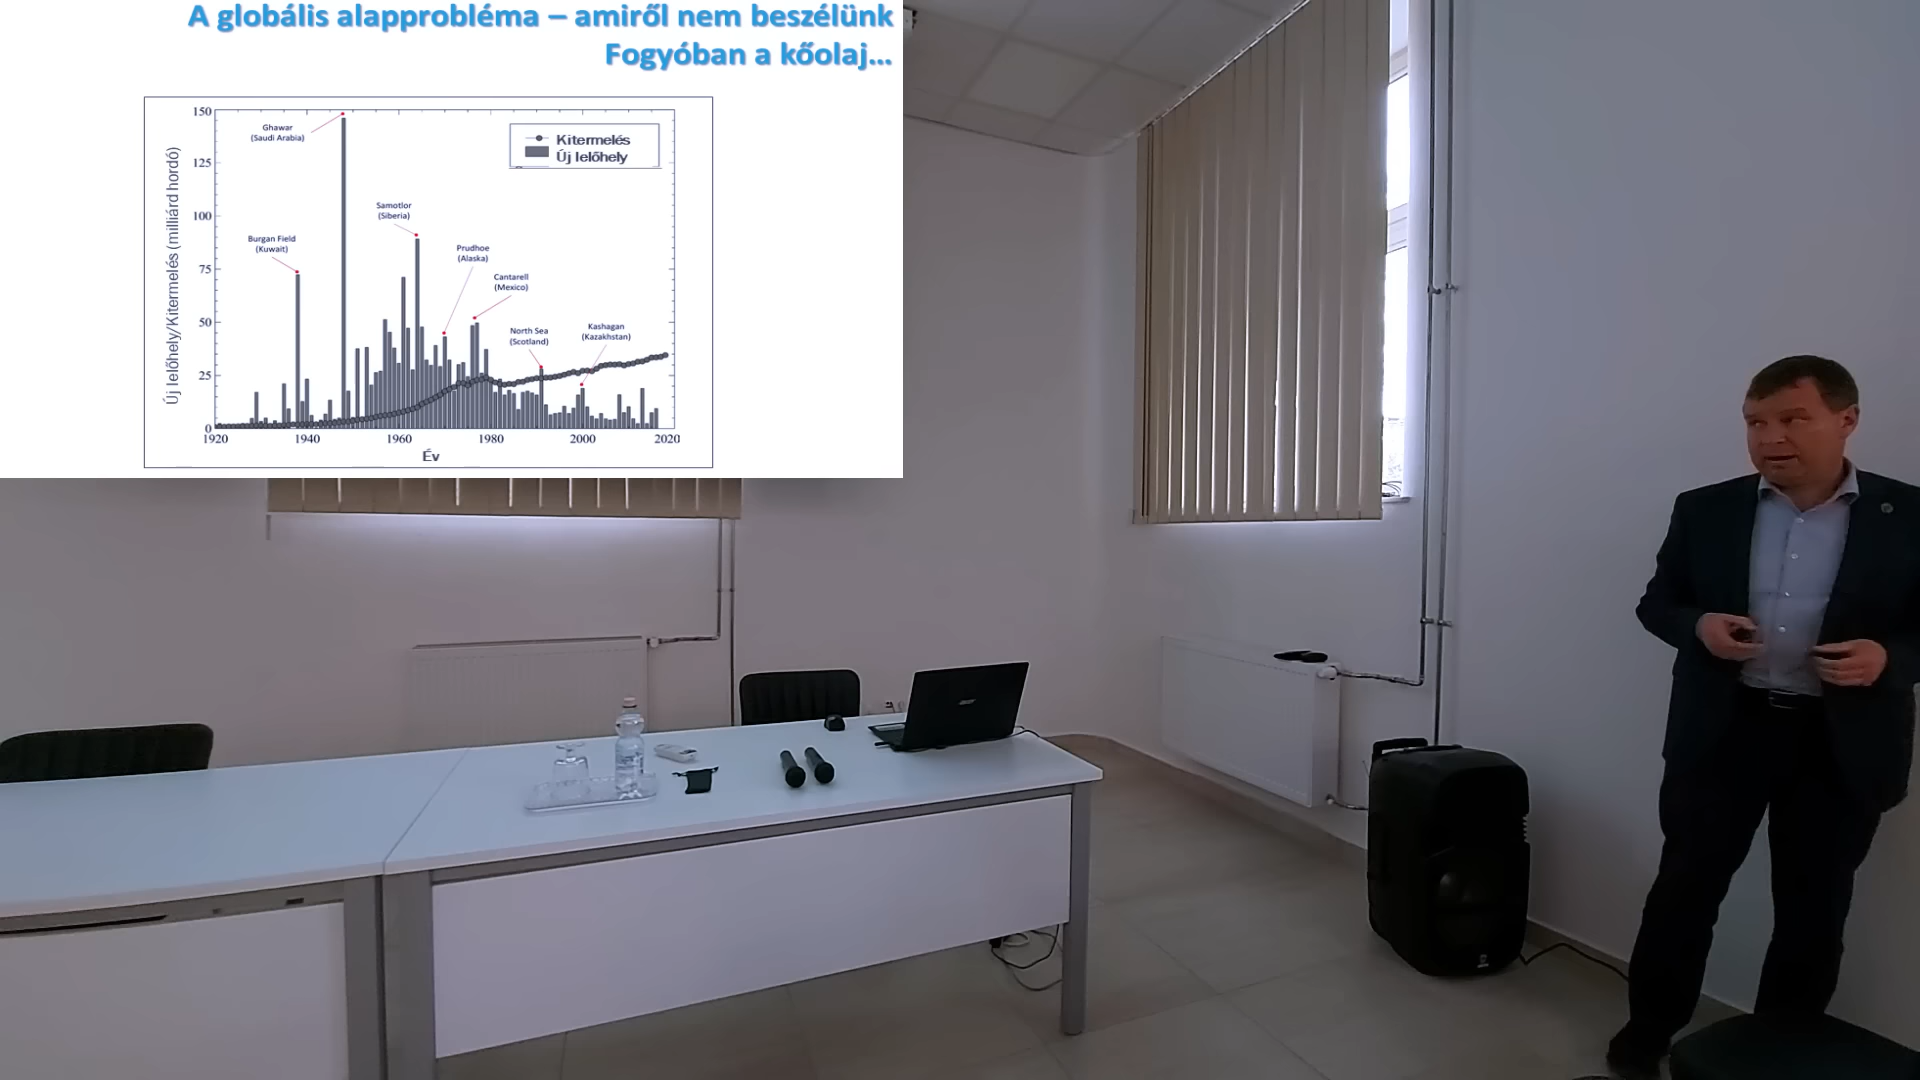 A globális alapprobléma – amiről nem beszélünk
Fogyóban a kőolaj...
Új lelőhely/Kitermelés (milliárd hordó)
150
125
100
75
50
25
0
Ghawar
(Saudi Arabia)
Burgan Field
(Kuwait)
Samotlor
(Siberia)
Prudhoe
(Alaska)
Cantarell
(Mexico)
North Sea
(Scotland)
Kashagan
(Kazakhstan)
Kitermelés
Új lelőhely
1920
1940
1960
1980
2000
2020
Év
acer